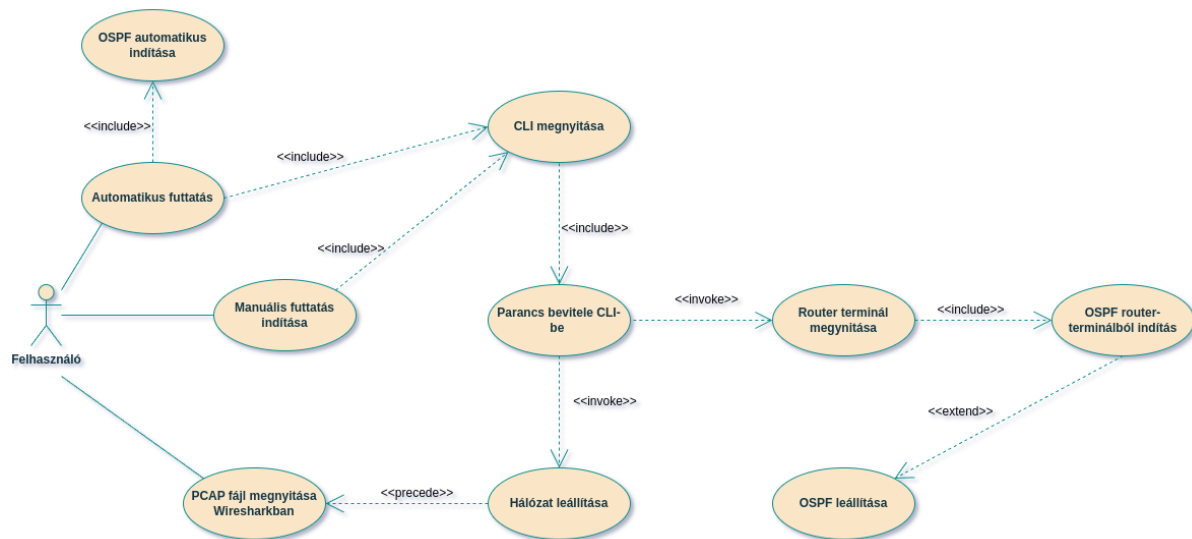 OSPF automatikus
indítása
<<include>>
CLI megnyitása
<<include>>
Automatikus futtatás
<<include>>
<<include>>
Manuális futtatás
indítása
Parancs bevitele CLI-
be
<<invoke>>
Router terminál
megynitása
<<include>>
OSPF router-
terminálból indítás
Felhasználó
<<invoke>>
<<extend>>
PCAP fájl megnyitása
Wiresharkban
<<precede>>
Hálózat leállítása
OSPF leállítása